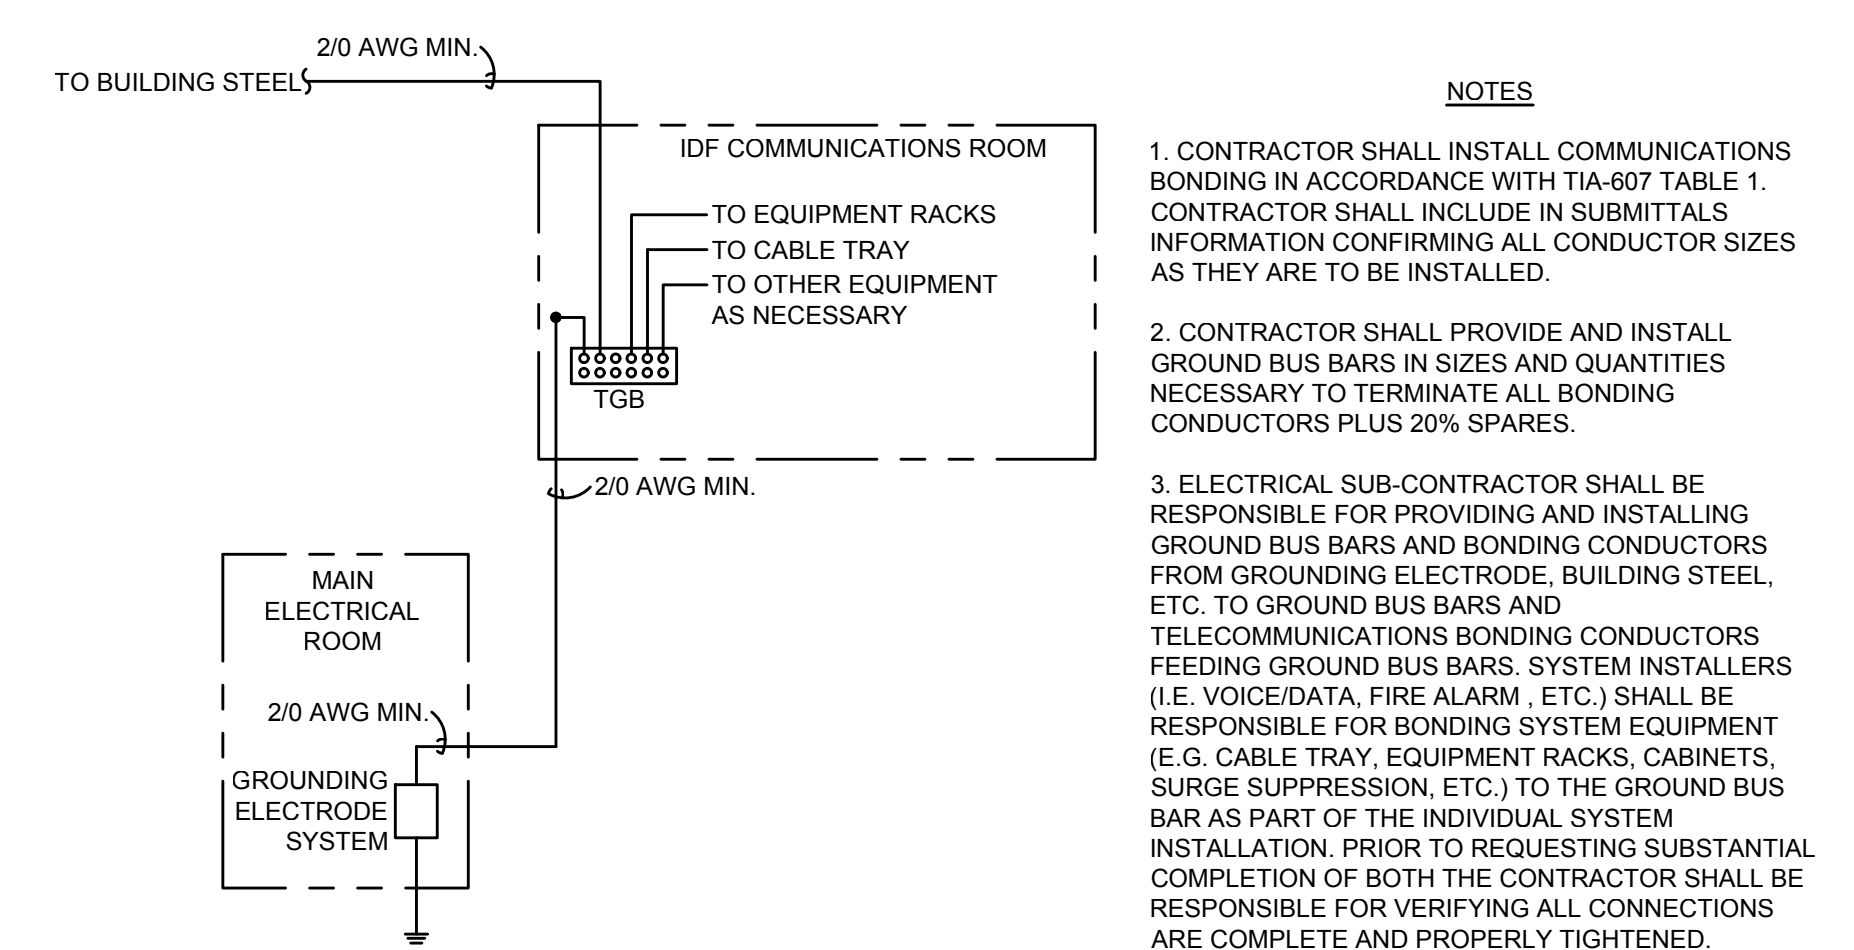 2/0 AWG MIN.
TO BUILDING STEEL
IDF COMMUNICATIONS ROOM
TO EQUIPMENT RACKS
TO CABLE TRAY
TO OTHER EQUIPMENT
AS NECESSARY
TGB
2/0 AWG MIN.
MAIN
ELECTRICAL
ROOM
2/0 AWG MIN.
GROUNDING
ELECTRODE
SYSTEM
NOTES
1. CONTRACTOR SHALL INSTALL COMMUNICATIONS
BONDING IN ACCORDANCE WITH TIA-607 TABLE 1.
CONTRACTOR SHALL INCLUDE IN SUBMITTALS
INFORMATION CONFIRMING ALL CONDUCTOR SIZES
AS THEY ARE TO BE INSTALLED.
2. CONTRACTOR SHALL PROVIDE AND INSTALL
GROUND BUS BARS IN SIZES AND QUANTITIES
NECESSARY TO TERMINATE ALL BONDING
CONDUCTORS PLUS 20% SPARES.
3. ELECTRICAL SUB-CONTRACTOR SHALL BE
RESPONSIBLE FOR PROVIDING AND INSTALLING
GROUND BUS BARS AND BONDING CONDUCTORS
FROM GROUNDING ELECTRODE, BUILDING STEEL,
ETC. TO GROUND BUS BARS AND
TELECOMMUNICATIONS BONDING CONDUCTORS
FEEDING GROUND BUS BARS. SYSTEM INSTALLERS
(I.E. VOICE/DATA, FIRE ALARM , ETC.) SHALL BE
RESPONSIBLE FOR BONDING SYSTEM EQUIPMENT
(E.G. CABLE TRAY, EQUIPMENT RACKS, CABINETS,
SURGE SUPPRESSION, ETC.) TO THE GROUND BUS
BAR AS PART OF THE INDIVIDUAL SYSTEM
INSTALLATION. PRIOR TO REQUESTING SUBSTANTIAL
COMPLETION OF BOTH THE CONTRACTOR SHALL BE
RESPONSIBLE FOR VERIFYING ALL CONNECTIONS
ARE COMPLETE AND PROPERLY TIGHTENED.